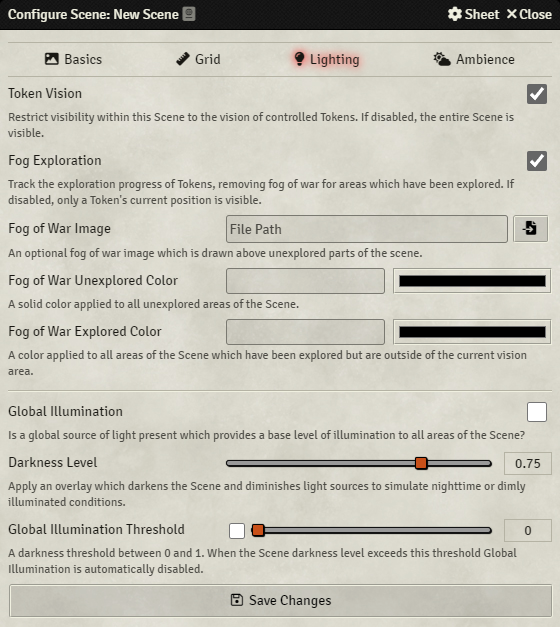 Configure Scene: New Scene Sheet Close
Basics Grid Lighting Ambience
Token Vision
Restrict visibility within this Scene to the vision of controlled Tokens. If disabled, the entire Scene is
visible.
Fog Exploration
Track the exploration progress of Tokens, removing fog of war for areas which have been explored. If
disabled, only a Token's current position is visible.
Fog of War Image File Path
An optional fog of war image which is drawn above unexplored parts of the scene.
Fog of War Unexplored Color
A solid color applied to all unexplored areas of the Scene.
Fog of War Explored Color
A color applied to all areas of the Scene which have been explored but are outside of the current vision
area.
Global Illumination
Is a global source of light present which provides a base level of illumination to all areas of the Scene?
Darkness Level 0.75
Apply an overlay which darkens the Scene and diminishes light sources to simulate nighttime or dimly
illuminated conditions.
Global Illumination Threshold 0
A darkness threshold between 0 and 1. When the Scene darkness level exceeds this threshold Global
Illumination is automatically disabled.
Save Changes